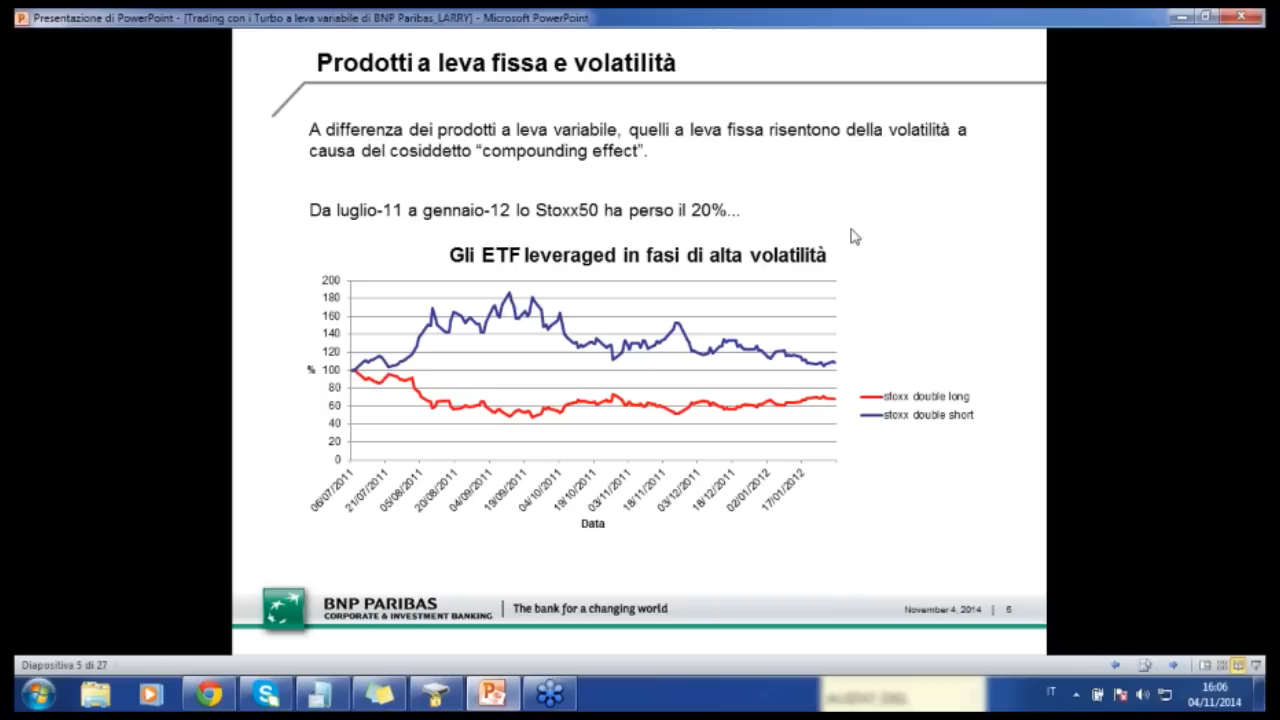 Presentazione di PowerPoint - [Trading con i Turbo a leva variabile di BNP Paribas_LARRY] - Microsoft PowerPoint
Prodotti a leva fissa e volatilità
A differenza dei prodotti a leva variabile, quelli a leva fissa risentono della volatilità a
causa del cosiddetto “compounding effect”.
Da luglio-11 a gennaio-12 lo Stoxx50 ha perso il 20%...
Gli ETF leveraged in fasi di alta volatilità
200
180
160
140
120
% 100
80
60
40
20
0
stoxx double long
stoxx double short
06/07/2011
21/07/2011
05/08/2011
20/08/2011
04/09/2011
19/09/2011
04/10/2011
19/10/2011
03/11/2011
18/11/2011
03/12/2011
18/12/2011
02/01/2012
17/01/2012
Data
BNP PARIBAS
CORPORATE & INVESTMENT BANKING
The bank for a changing world
November 4, 2014 | 5
Diapositiva 5 di 27
IT
16:06
04/11/2014